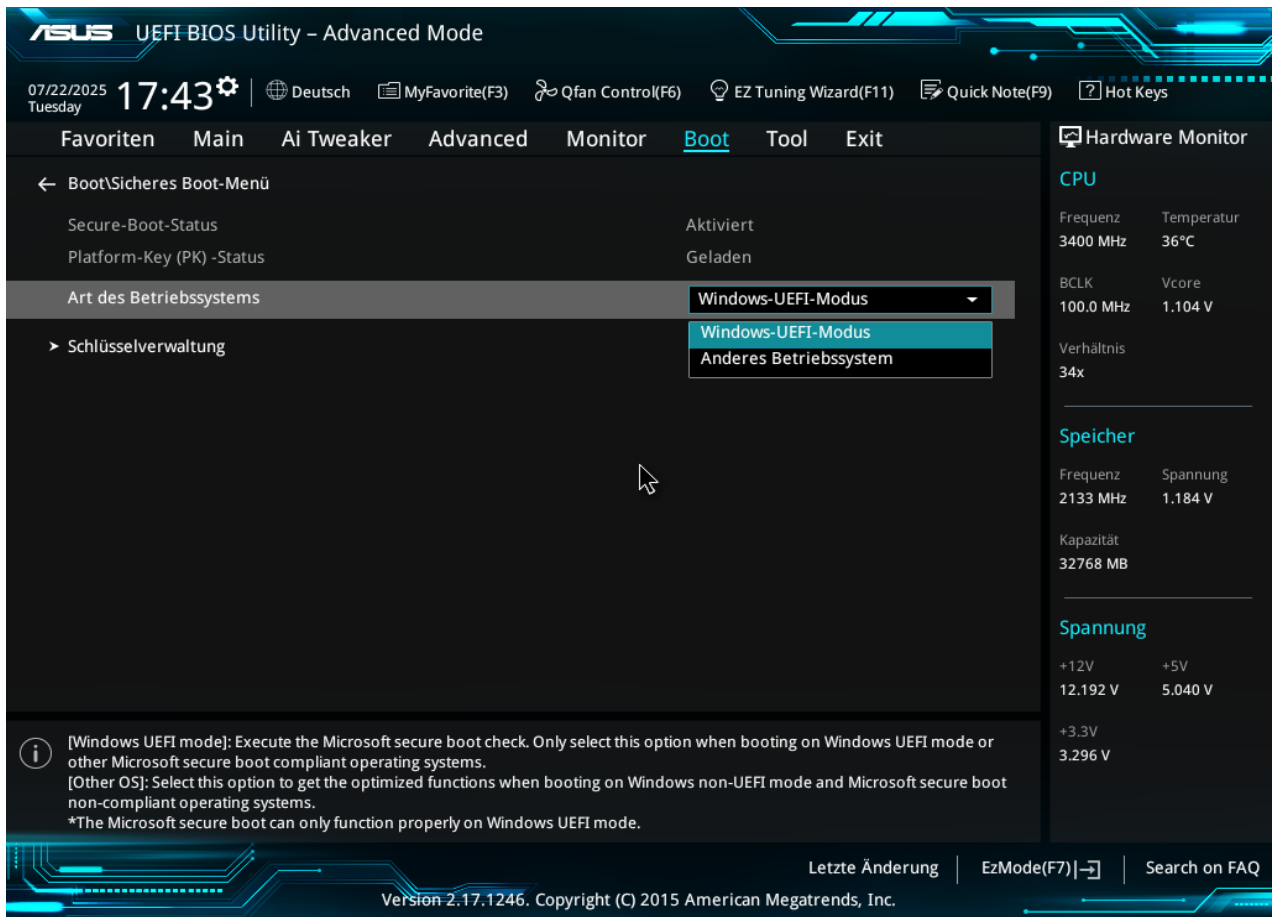 ASUS UEFI BIOS Utility – Advanced Mode
07/22/2025 Tuesday 17:43 Deutsch MyFavorite(F3) Qfan Control(F6) EZ Tuning Wizard(F11) Quick Note(F9) ? Hot Keys
Favoriten Main Ai Tweaker Advanced Monitor Boot Tool Exit
Boot\Sicheres Boot-Menü
Secure-Boot-Status Aktiviert
Platform-Key (PK) -Status Geladen
Art des Betriebssystems Windows-UEFI-Modus
Windows-UEFI-Modus
Anderes Betriebssystem
Schlüsselverwaltung
Hardware Monitor
CPU
Frequenz Temperatur
3400 MHz 36°C
BCLK Vcore
100.0 MHz 1.104 V
Verhältnis
34x
Speicher
Frequenz Spannung
2133 MHz 1.184 V
Kapazität
32768 MB
Spannung
+12V +5V
12.192 V 5.040 V
+3.3V
3.296 V
[Windows UEFI mode]: Execute the Microsoft secure boot check. Only select this option when booting on Windows UEFI mode or
other Microsoft secure boot compliant operating systems.
[Other OS]: Select this option to get the optimized functions when booting on Windows non-UEFI mode and Microsoft secure boot
non-compliant operating systems.
*The Microsoft secure boot can only function properly on Windows UEFI mode.
Letzte Änderung EzMode(F7) Search on FAQ
Version 2.17.1246. Copyright (C) 2015 American Megatrends, Inc.